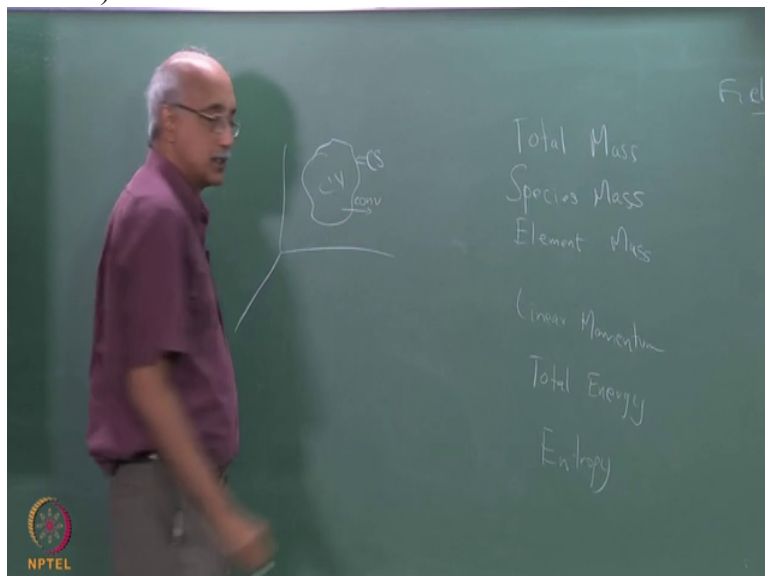 CS
CV
conv
Total Mass
Species Mass
Element Mass
Linear Momentum
Total Energy
Entropy
NPTEL